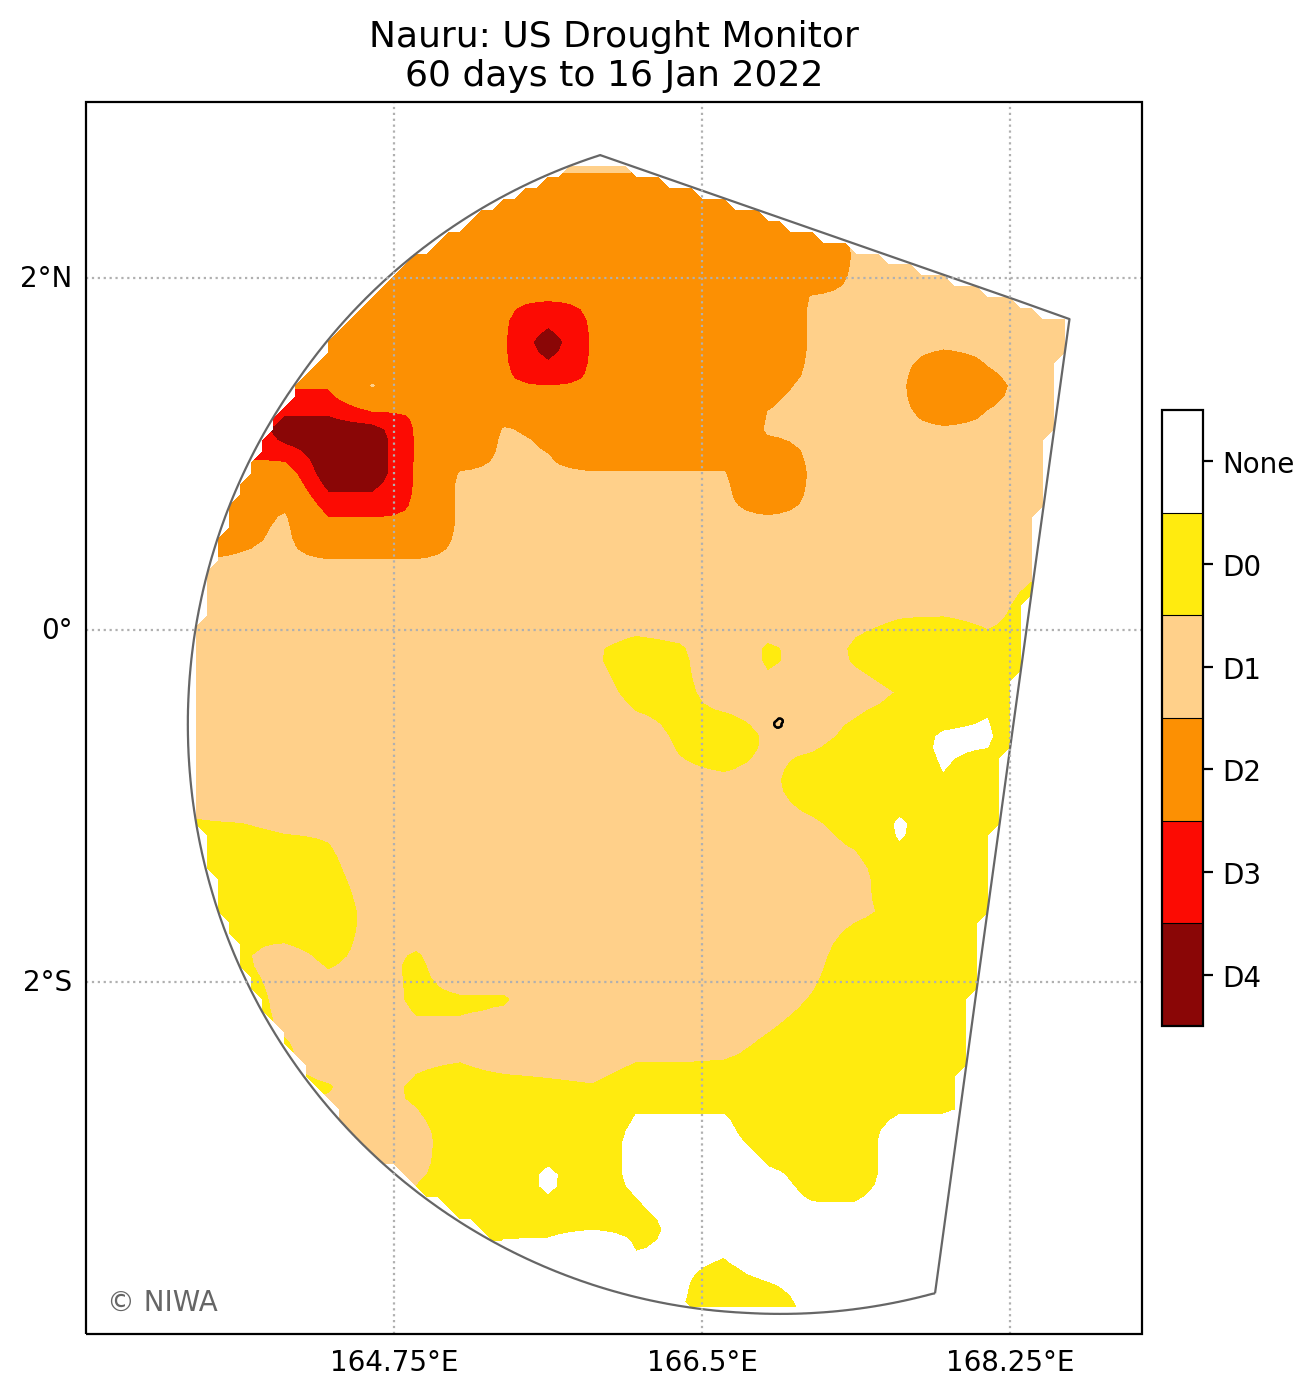 Nauru: US Drought Monitor
60 days to 16 Jan 2022
2°N
0°
2°S
164.75°E
166.5°E
168.25°E
None
D0
D1
D2
D3
D4
© NIWA